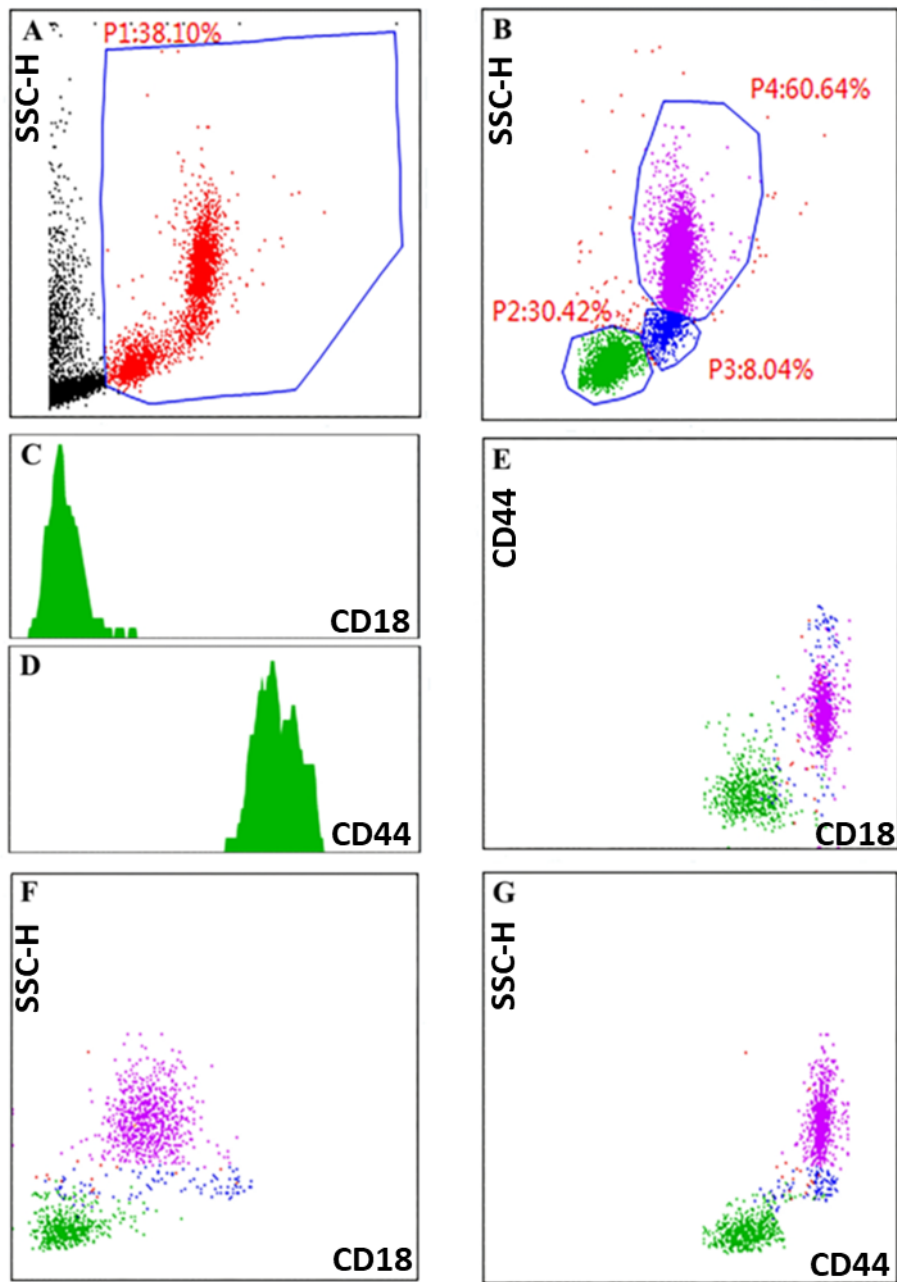 A
P1:38.10%
SSC-H
B
P4:60.64%
SSC-H
P2:30.42%
P3:8.04%
C
CD18
D
CD44
E
CD44
CD18
F
SSC-H
CD18
G
SSC-H
CD44